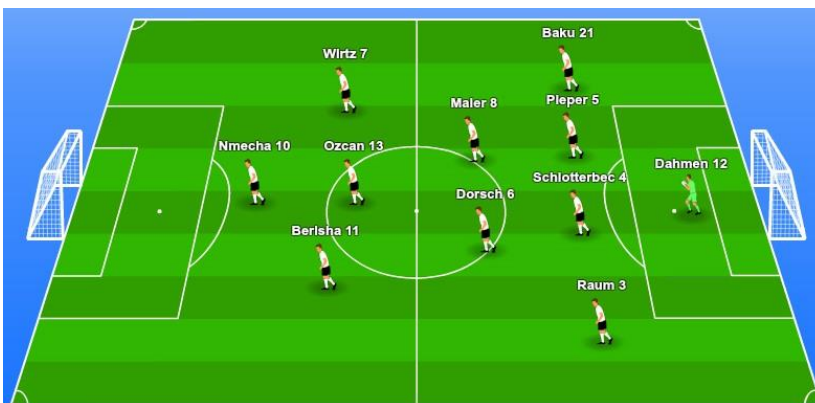 Baku 21
Wirtz 7
Maier 8
Pieper 5
Nmecha 10
Ozcan 13
Dahmen 12
Schlotterbec 4
Dorsch 6
Berisha 11
Raum 3